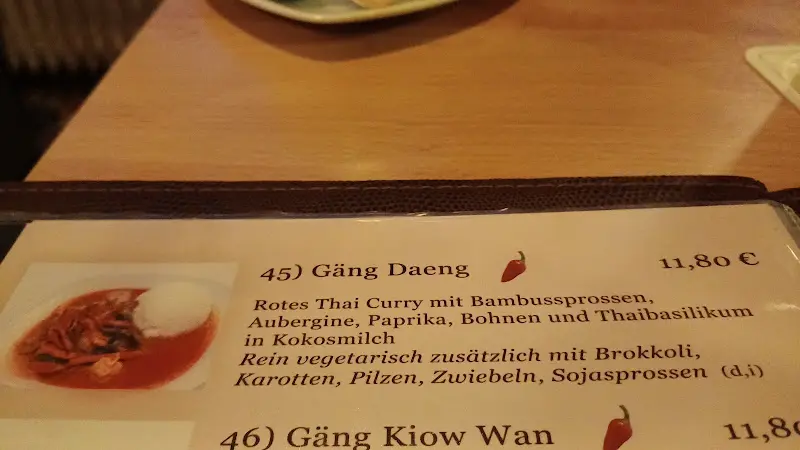 45) Gäng Daeng 11,80 €
Rotes Thai Curry mit Bambussprossen,
Aubergine, Paprika, Bohnen und Thaibasilikum
in Kokosmilch
Rein vegetarisch zusätzlich mit Brokkoli,
Karotten, Pilzen, Zwiebeln, Sojasprossen (d,i)
46) Gäng Kiow Wan